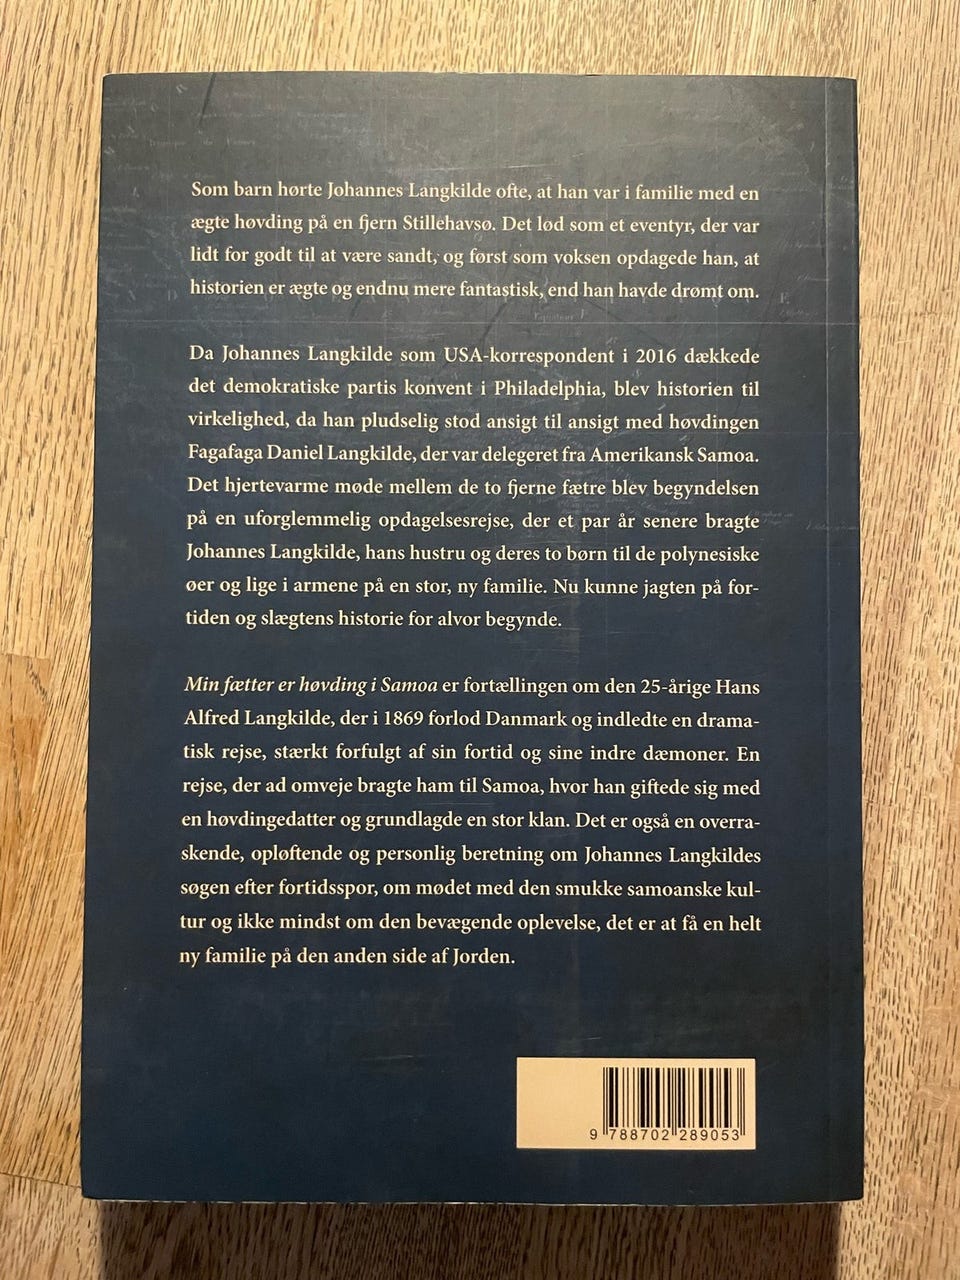 Som barn hørte Johannes Langkilde ofte, at han var i familie med en
ægte høvding på en fjern Stillehavsø. Det lød som et eventyr, der var
lidt for godt til at være sandt, og først som voksen opdagede han, at
historien er ægte og endnu mere fantastisk, end han havde drømt om.
Da Johannes Langkilde som USA-korrespondent i 2016 dækkede
det demokratiske partis konvent i Philadelphia, blev historien til
virkelighed, da han pludselig stod ansigt til ansigt med høvdingen
Fagafaga Daniel Langkilde, der var delegeret fra Amerikansk Samoa.
Det hjertevarme møde mellem de to fjerne fætre blev begyndelsen
på en uforglemmelig opdagelsesrejse, der et par år senere bragte
Johannes Langkilde, hans hustru og deres to børn til de polynesiske
øer og lige i armene på en stor, ny familie. Nu kunne jagten på for-
tiden og slægtens historie for alvor begynde.
Min fætter er høvding i Samoa er fortællingen om den 25-årige Hans
Alfred Langkilde, der i 1869 forlod Danmark og indledte en drama-
tisk rejse, stærkt forfulgt af sin fortid og sine indre dæmoner. En
rejse, der ad omveje bragte ham til Samoa, hvor han giftede sig med
en høvdingedatter og grundlagde en stor klan. Det er også en overra-
skende, opløftende og personlig beretning om Johannes Langkildes
søgen efter fortidsspor, om mødet med den smukke samoanske kul-
tur og ikke mindst om den bevægende oplevelse, det er at få en helt
ny familie på den anden side af Jorden.
9 788702 289053